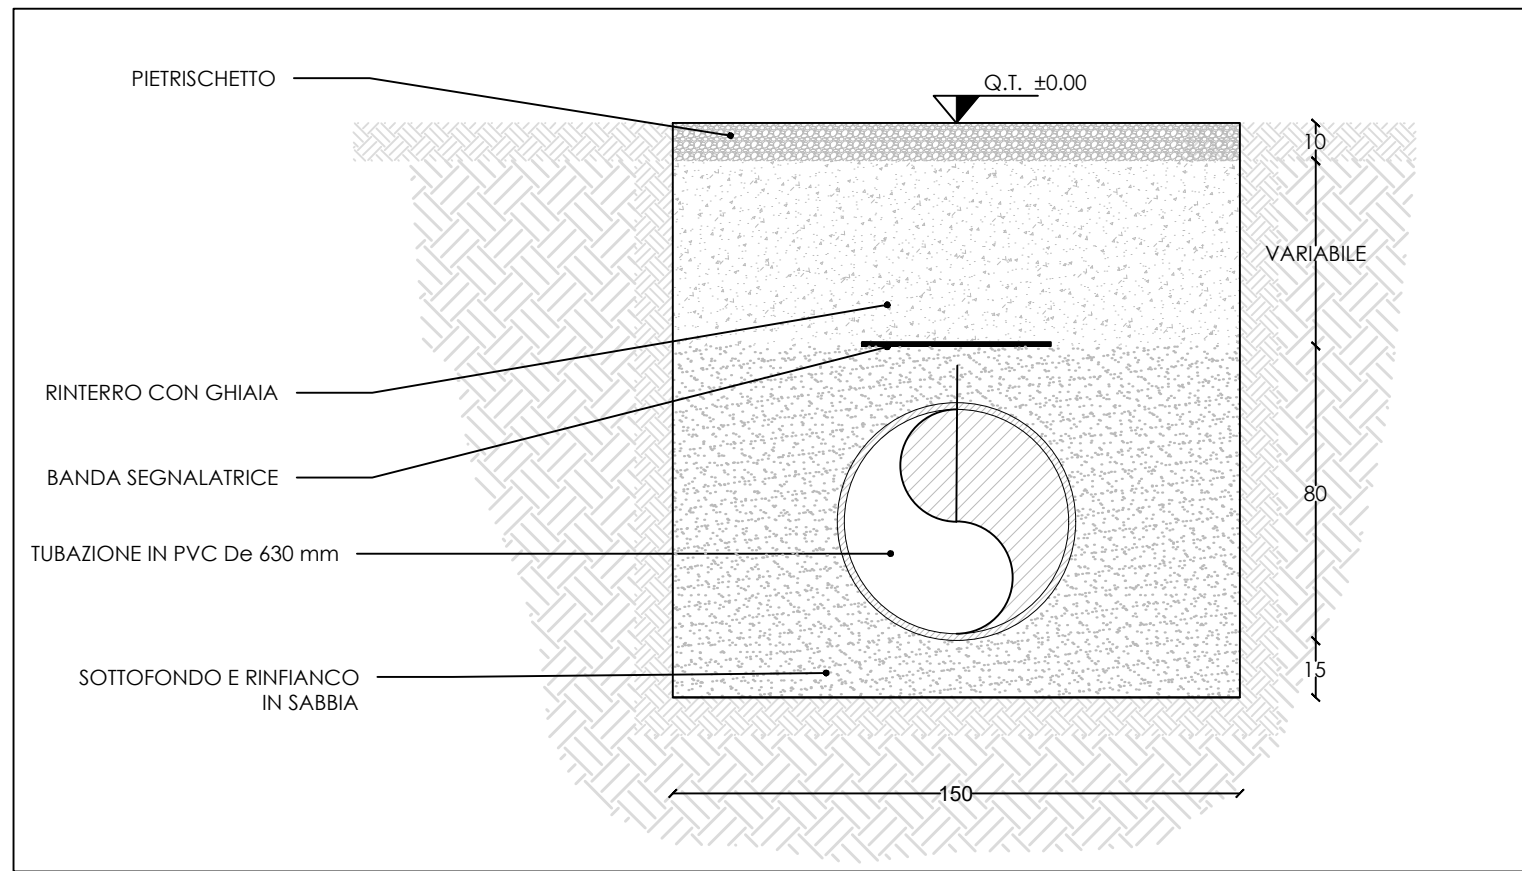 PIETRISCHETTO
Q.T. ±0.00
10
VARIABILE
RINTERRO CON GHIAIA
BANDA SEGNALATRICE
80
TUBAZIONE IN PVC De 630 mm
15
SOTTOFONDO E RINFIANCO
IN SABBIA
150